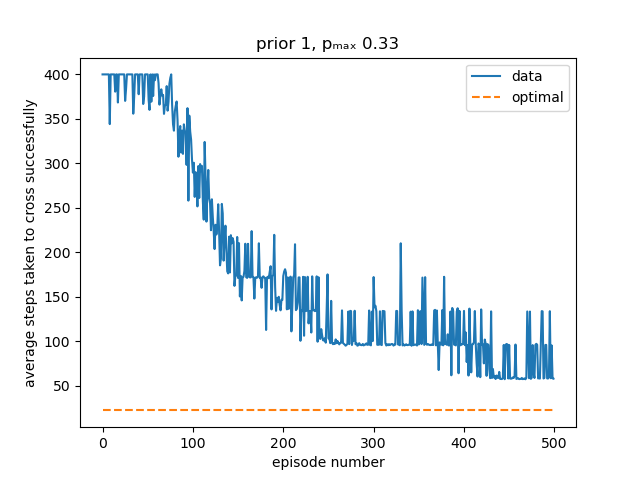 prior 1, pₘₐₓ 0.33
400
350
300
250
200
150
100
50
average steps taken to cross successfully
data
optimal
0 100 200 300 400 500
episode number